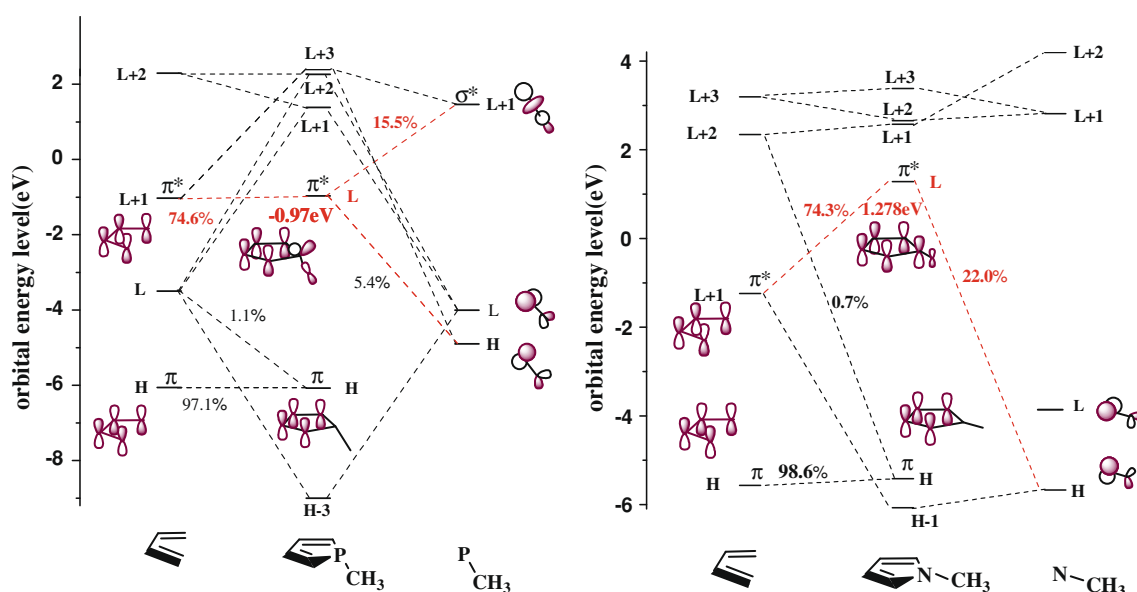 orbital energy level(eV)
2
0
-2
-4
-6
-8
L+2
L+3
L+2
L+1
σ*
L+1
15.5%
π*
L+1
74.6%
π*
L
-0.97eV
5.4%
L
1.1%
L
H
H
π
97.1%
π
H
H-3
P
CH3
P
CH3
orbital energy level(eV)
4
2
0
-2
-4
-6
L+2
L+3
L+3
L+2
L+1
L+1
L+2
π*
L
74.3%
1.278eV
22.0%
L+1
π*
0.7%
L
H
π
98.6%
π
H
H
H-1
N
CH3
N
CH3